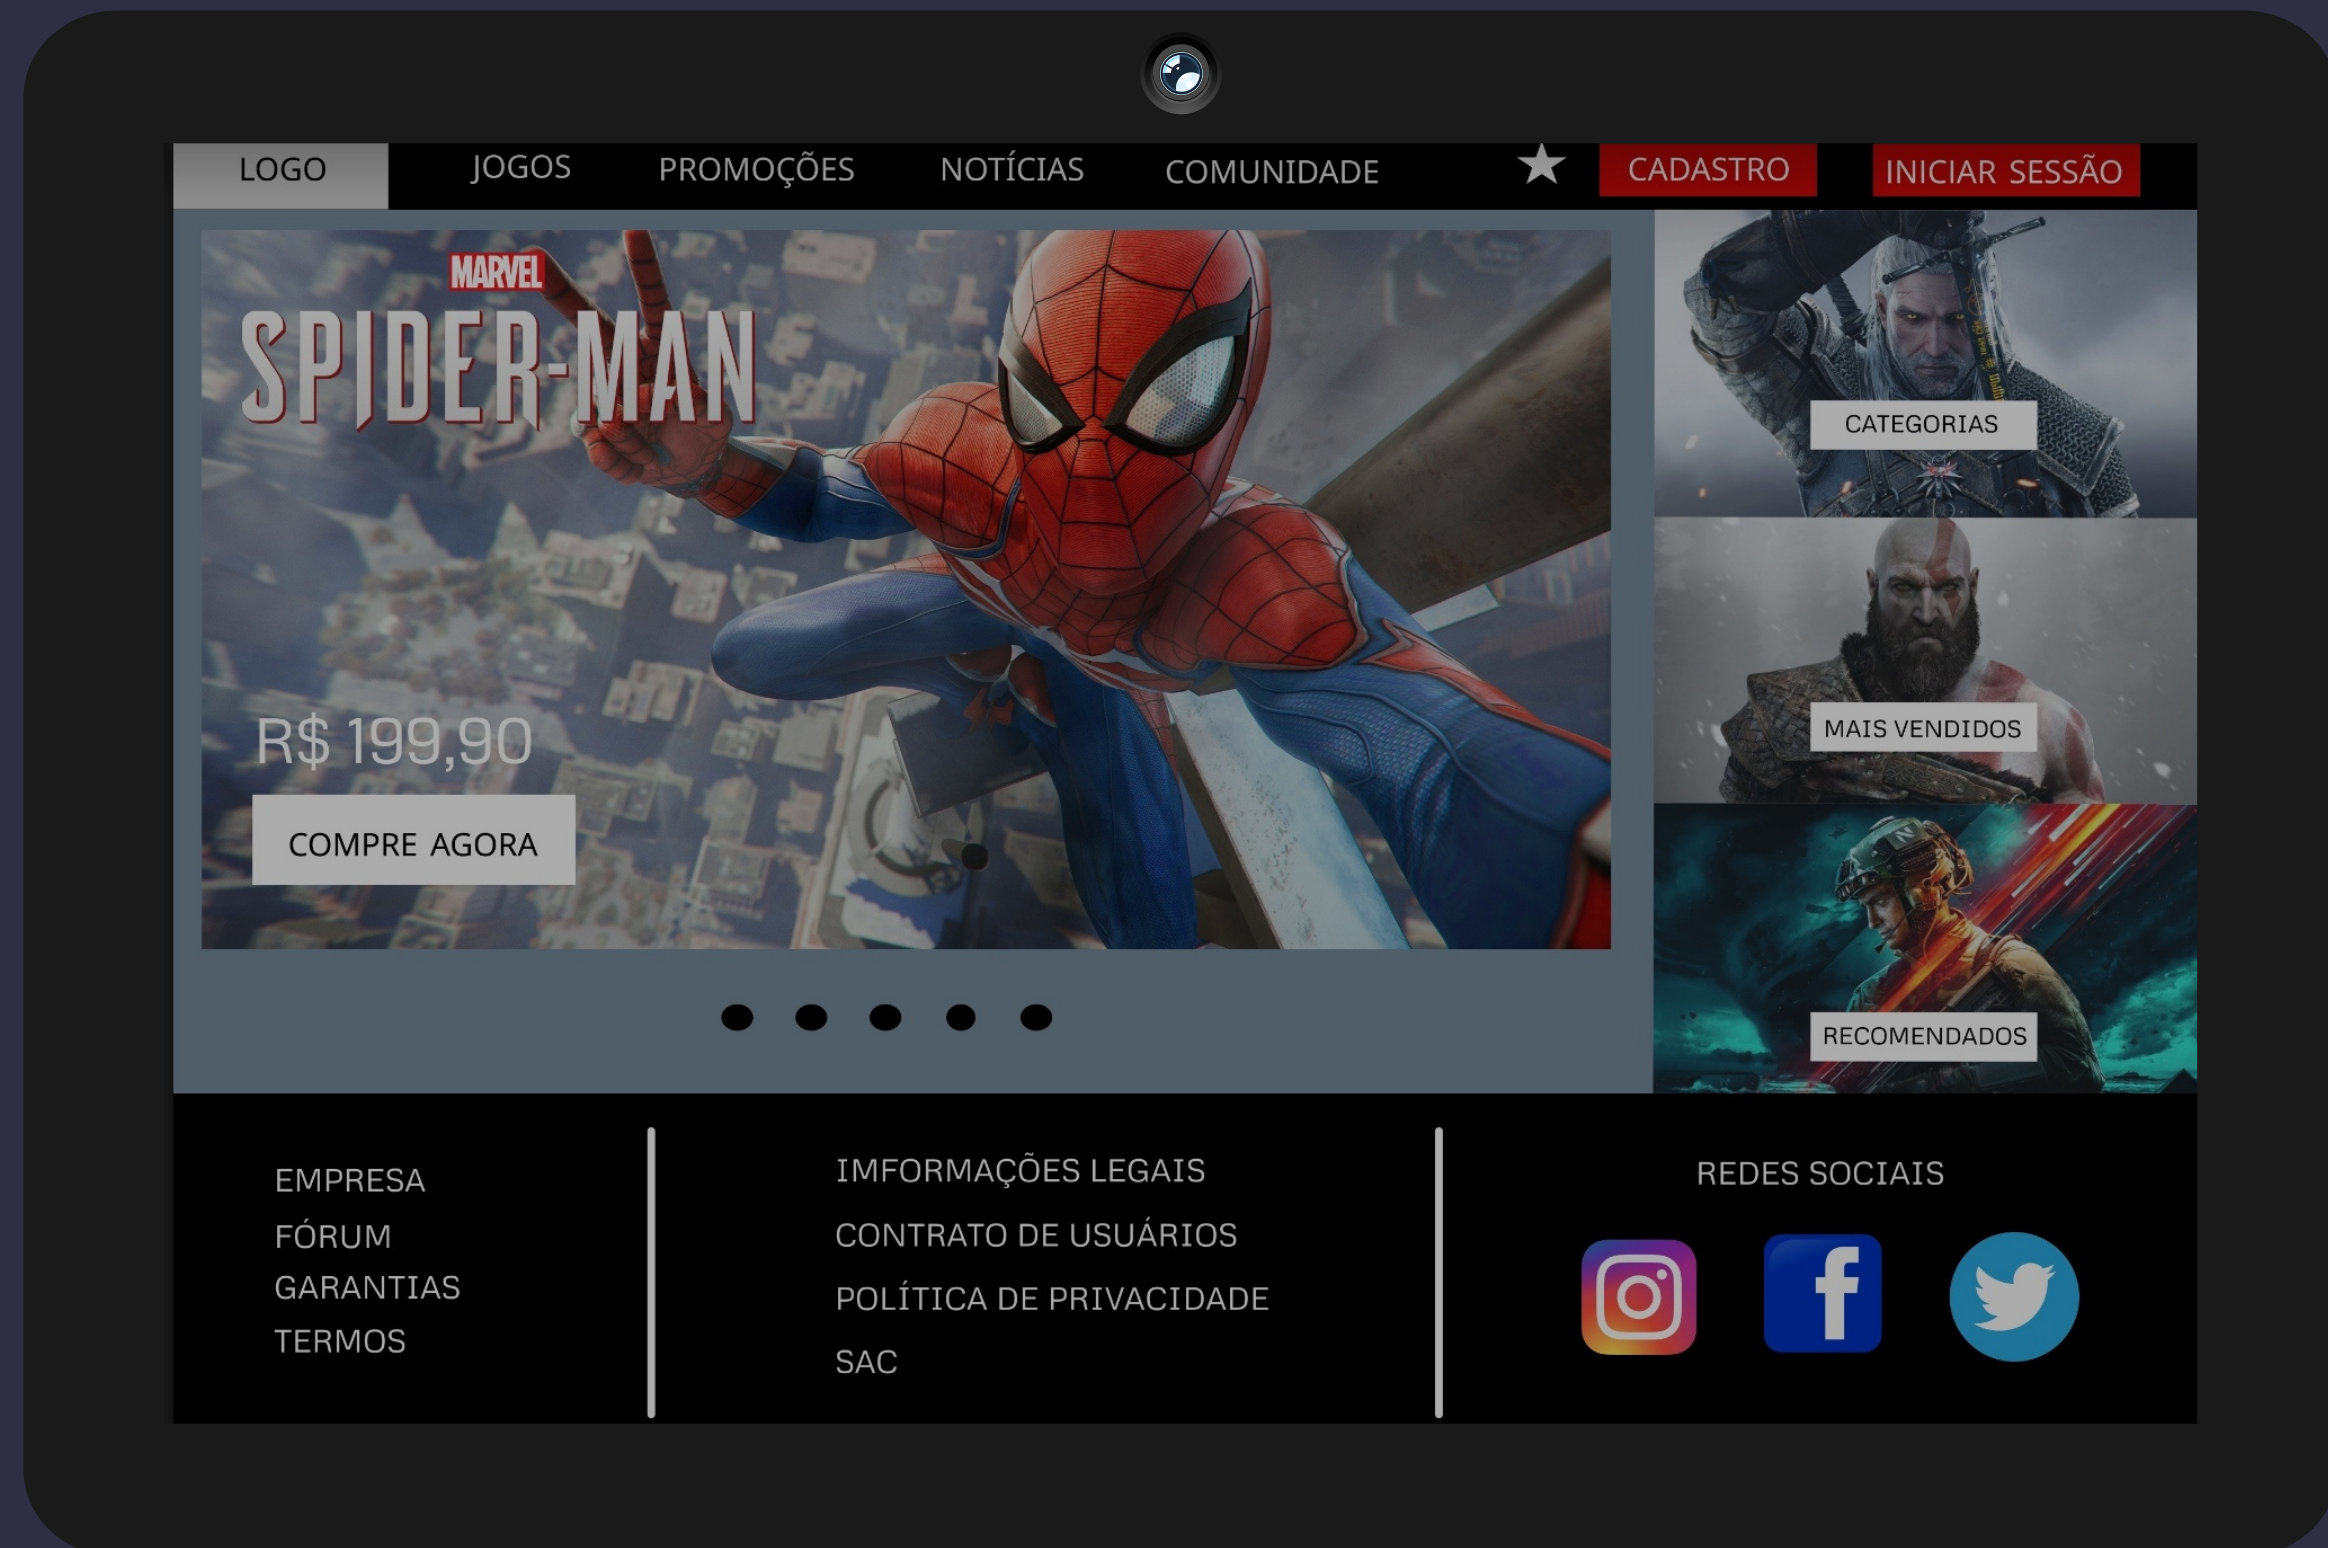 LOGO
JOGOS
PROMOÇÕES
NOTÍCIAS
COMUNIDADE
CADASTRO
INICIAR SESSÃO
MARVEL
SPIDER-MAN
R$ 199,90
COMPRE AGORA
CATEGORIAS
MAIS VENDIDOS
RECOMENDADOS
EMPRESA
FÓRUM
GARANTIAS
TERMOS
IMFORMAÇÕES LEGAIS
CONTRATO DE USUÁRIOS
POLÍTICA DE PRIVACIDADE
SAC
REDES SOCIAIS